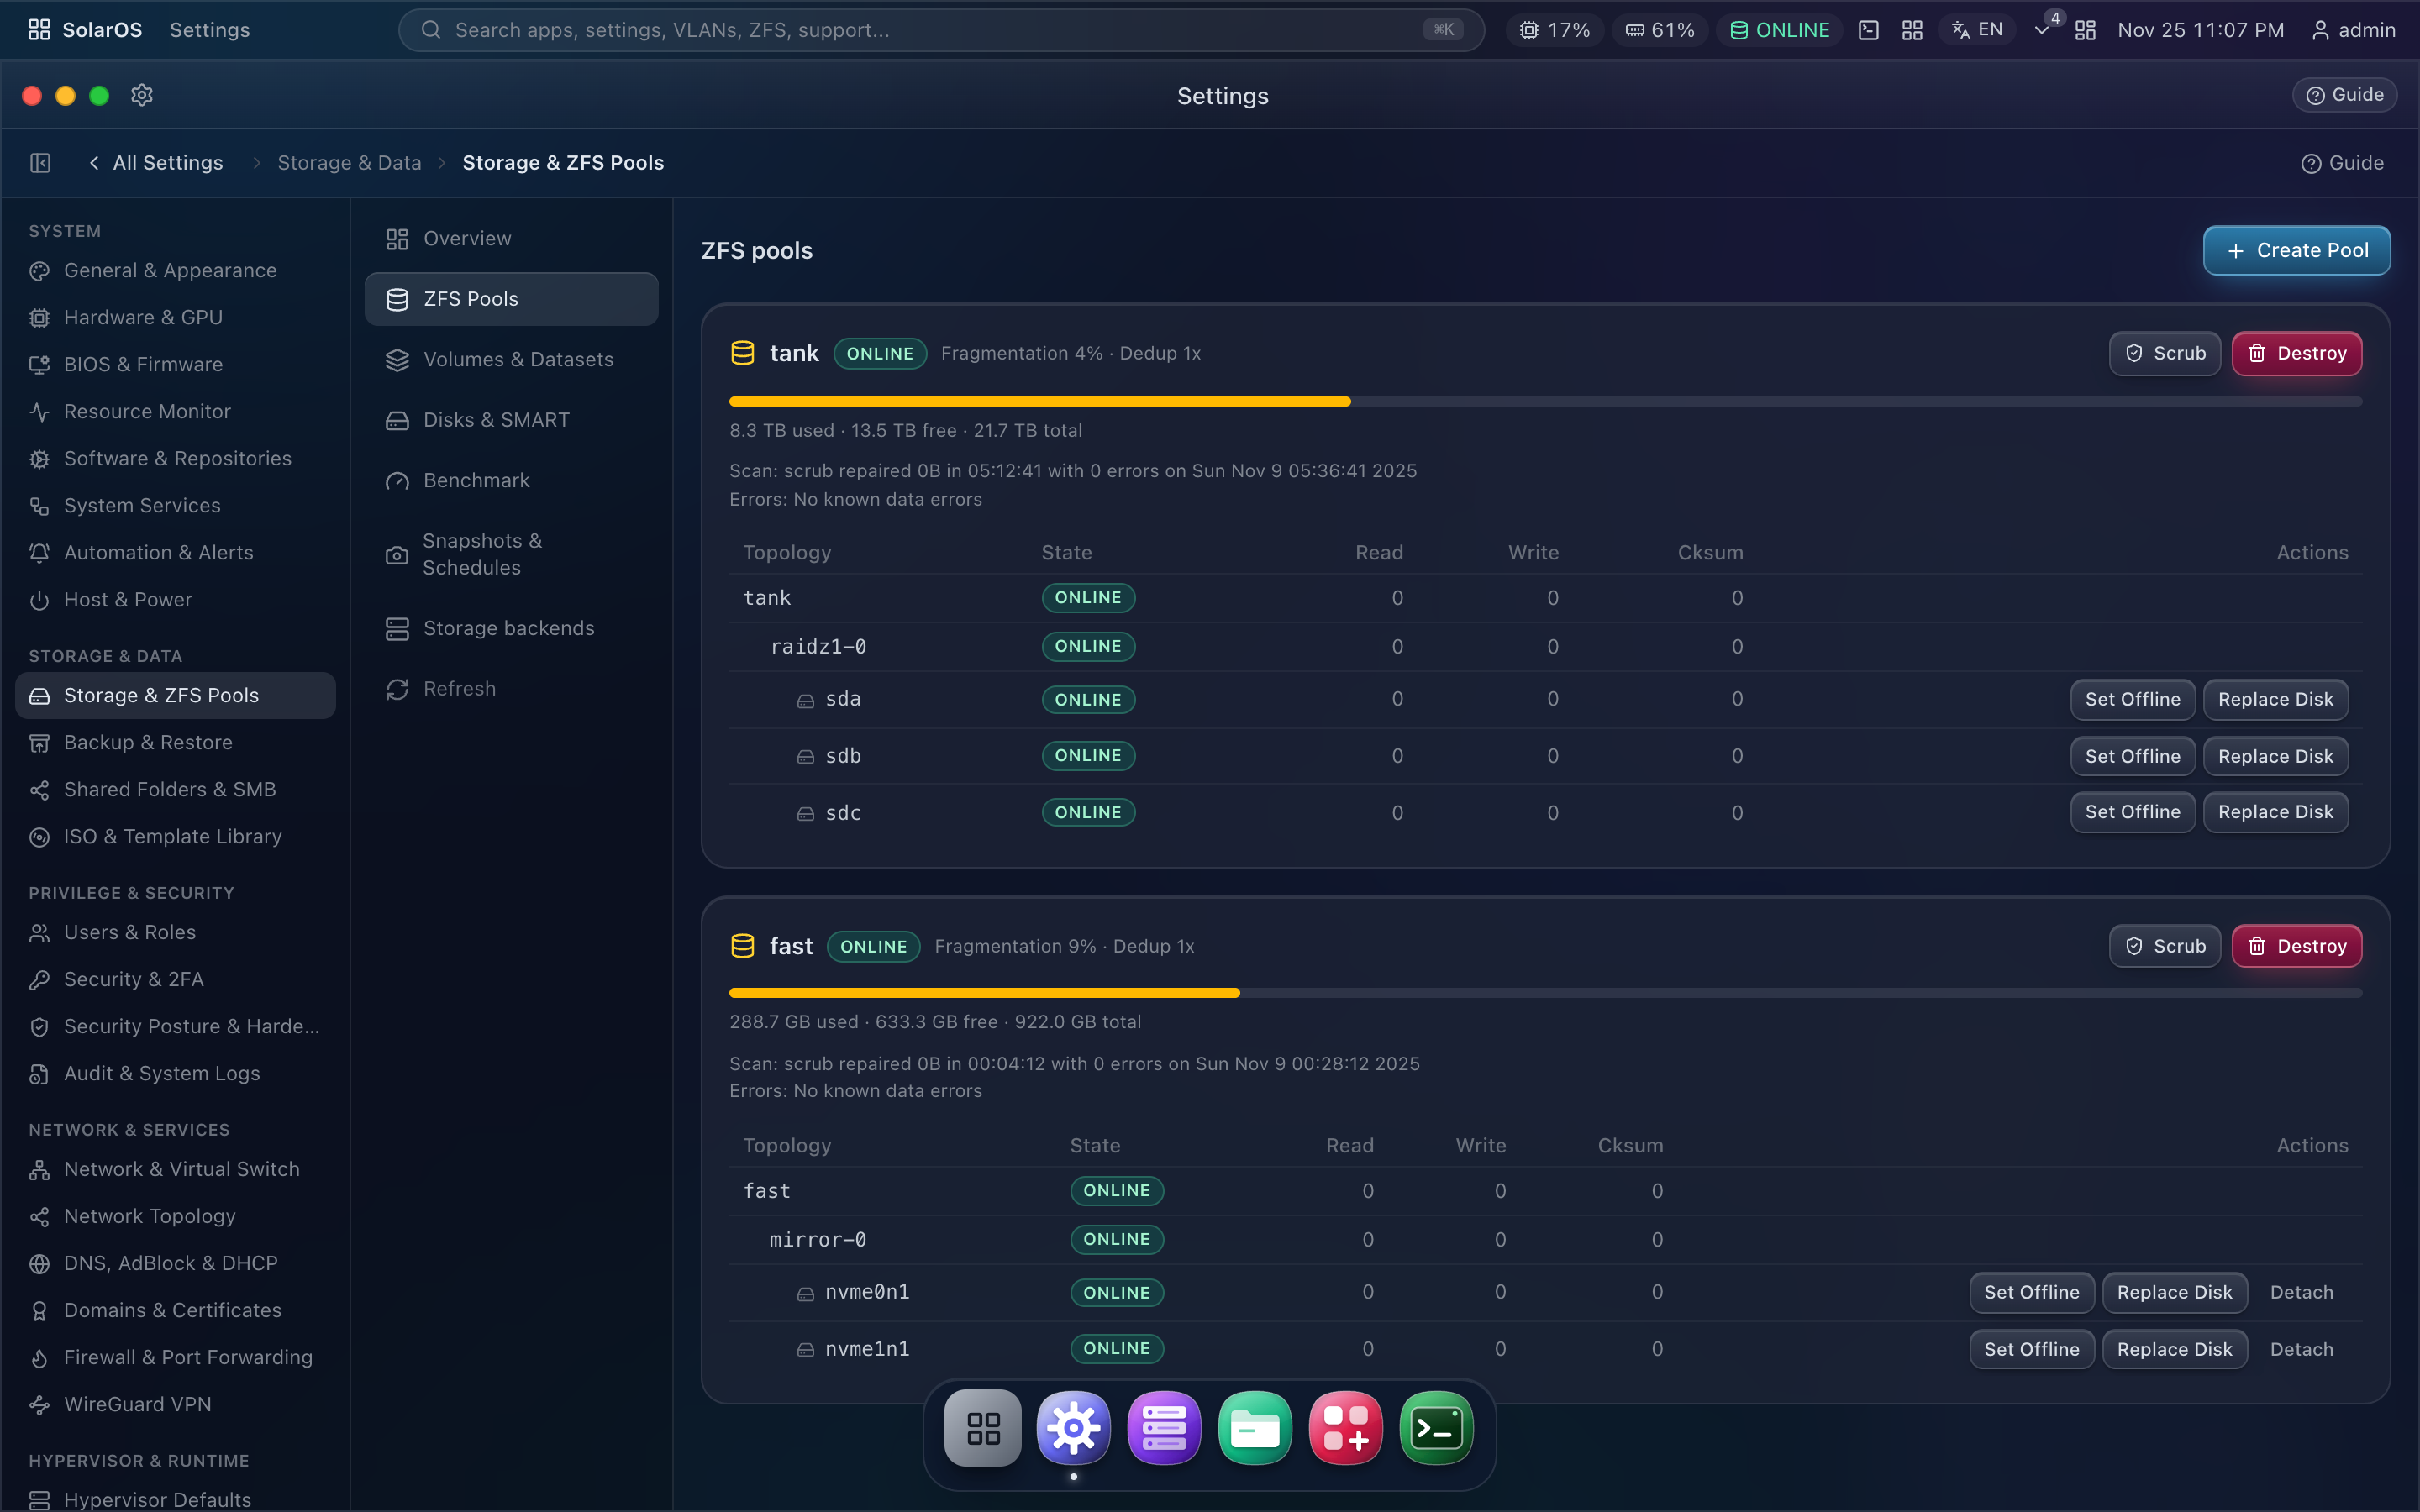 SolarOS Settings Search apps, settings, VLANs, ZFS, support... ⌘K 17% 61% ONLINE EN 4 Nov 25 11:07 PM admin
Settings Guide
All Settings Storage & Data Storage & ZFS Pools Guide
SYSTEM
General & Appearance
Hardware & GPU
BIOS & Firmware
Resource Monitor
Software & Repositories
System Services
Automation & Alerts
Host & Power
STORAGE & DATA
Storage & ZFS Pools
Backup & Restore
Shared Folders & SMB
ISO & Template Library
PRIVILEGE & SECURITY
Users & Roles
Security & 2FA
Security Posture & Harde...
Audit & System Logs
NETWORK & SERVICES
Network & Virtual Switch
Network Topology
DNS, AdBlock & DHCP
Domains & Certificates
Firewall & Port Forwarding
WireGuard VPN
HYPERVISOR & RUNTIME
Hypervisor Defaults
Overview
ZFS Pools
Volumes & Datasets
Disks & SMART
Benchmark
Snapshots &
Schedules
Storage backends
Refresh
ZFS pools Create Pool
tank ONLINE Fragmentation 4% · Dedup 1x Scrub Destroy
8.3 TB used · 13.5 TB free · 21.7 TB total
Scan: scrub repaired 0B in 05:12:41 with 0 errors on Sun Nov 9 05:36:41 2025
Errors: No known data errors
Topology State Read Write Cksum Actions
tank ONLINE 0 0 0
raidz1-0 ONLINE 0 0 0
sda ONLINE 0 0 0 Set Offline Replace Disk
sdb ONLINE 0 0 0 Set Offline Replace Disk
sdc ONLINE 0 0 0 Set Offline Replace Disk
fast ONLINE Fragmentation 9% · Dedup 1x Scrub Destroy
288.7 GB used · 633.3 GB free · 922.0 GB total
Scan: scrub repaired 0B in 00:04:12 with 0 errors on Sun Nov 9 00:28:12 2025
Errors: No known data errors
Topology State Read Write Cksum Actions
fast ONLINE 0 0 0
mirror-0 ONLINE 0 0 0
nvme0n1 ONLINE 0 0 0 Set Offline Replace Disk Detach
nvme1n1 ONLINE 0 0 0 Set Offline Replace Disk Detach